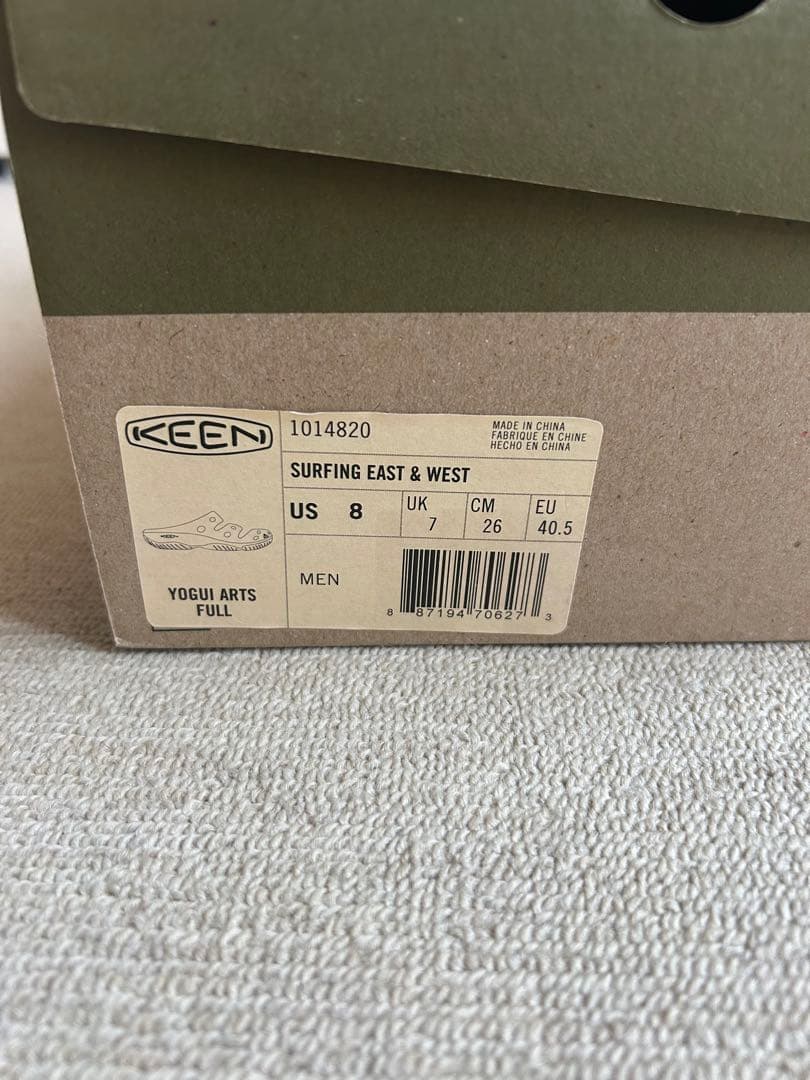 KEEN
1014820
MADE IN CHINA
FABRIQUE EN CHINE
HECHO EN CHINA
SURFING EAST & WEST
US 8
UK 7
CM 26
EU 40.5
KEEN
YOGUI ARTS
FULL
MEN
8 87194 70627 3